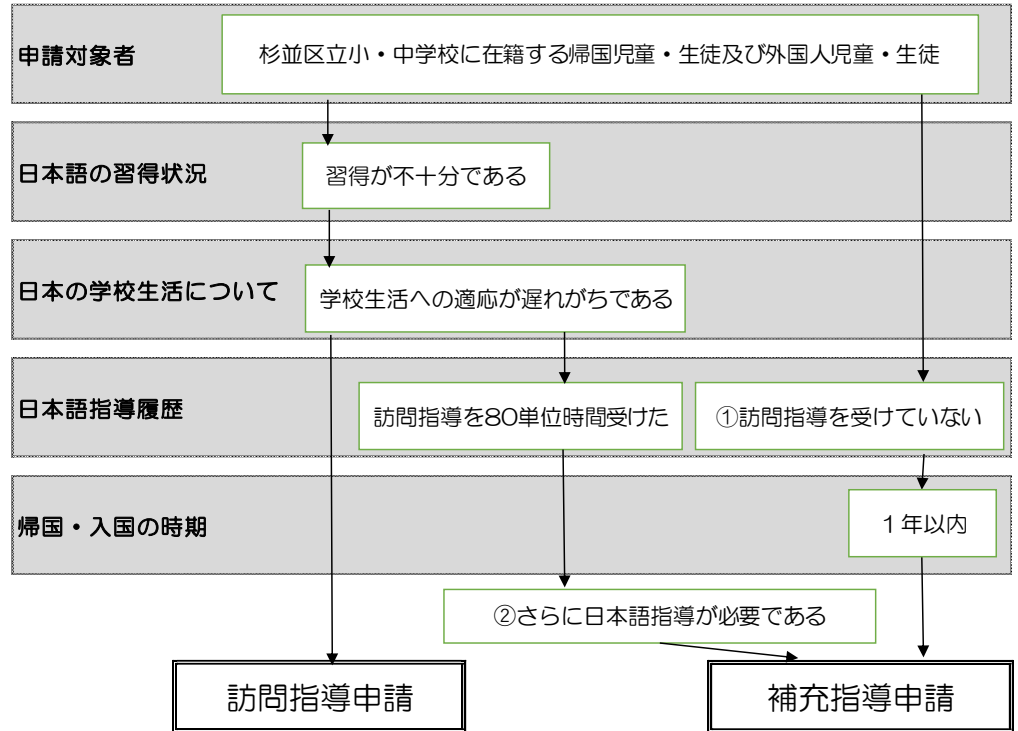 申請対象者
杉並区立小・中学校に在籍する帰国児童・生徒及び外国人児童・生徒
日本語の習得状況
習得が不十分である
日本の学校生活について
学校生活への適応が遅れがちである
日本語指導履歴
訪問指導を80単位時間受けた
①訪問指導を受けていない
帰国・入国の時期
1年以内
②さらに日本語指導が必要である
訪問指導申請
補充指導申請